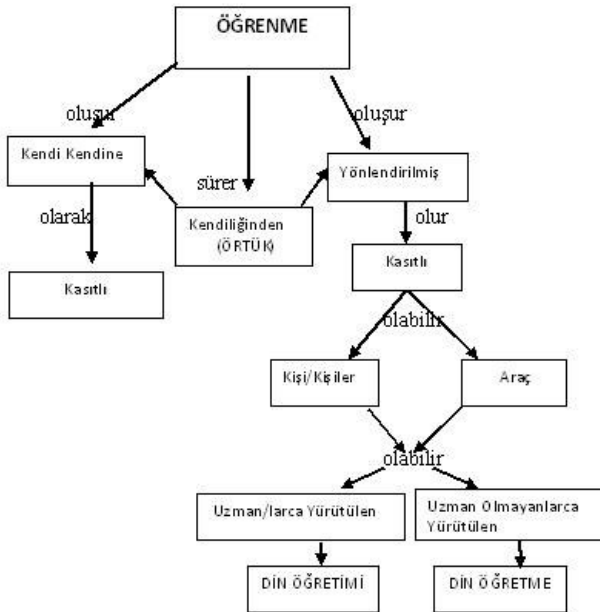 ÖĞRENME
oluşur
oluşur
Kendi Kendine
sürer
Yönlendirilmiş
olarak
Kendiliğinden
(ÖRTÜK)
olur
Kasıtlı
Kasıtlı
olabilir
Kişi/Kişiler
Araç
olabilir
Uzman/larca Yürütülen
Uzman Olmayanlarca
Yürütülen
DİN ÖĞRETİMİ
DİN ÖĞRETME